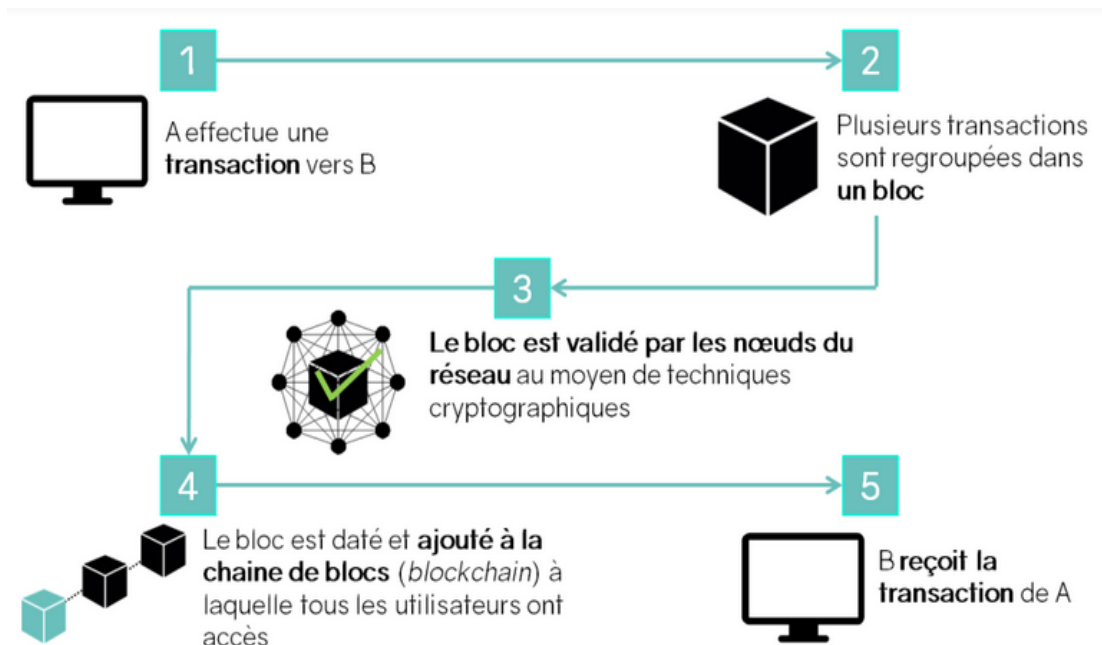 1
A effectue une
transaction vers B
2
Plusieurs transactions
sont regroupées dans
un bloc
3
Le bloc est validé par les nœuds du
réseau au moyen de techniques
cryptographiques
4
Le bloc est daté et ajouté à la
chaine de blocs (blockchain) à
laquelle tous les utilisateurs ont
accès
5
B reçoit la
transaction de A